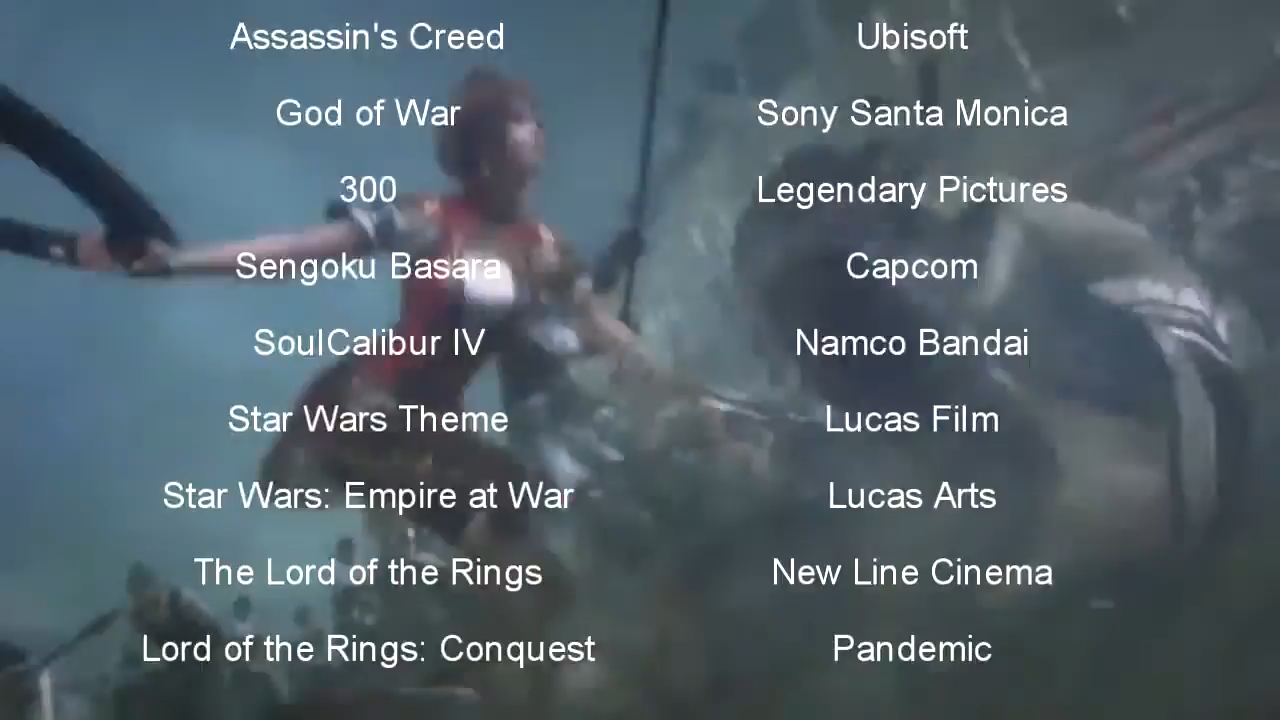 Assassin's Creed Ubisoft
God of War Sony Santa Monica
300 Legendary Pictures
Sengoku Basara Capcom
SoulCalibur IV Namco Bandai
Star Wars Theme Lucas Film
Star Wars: Empire at War Lucas Arts
The Lord of the Rings New Line Cinema
Lord of the Rings: Conquest Pandemic